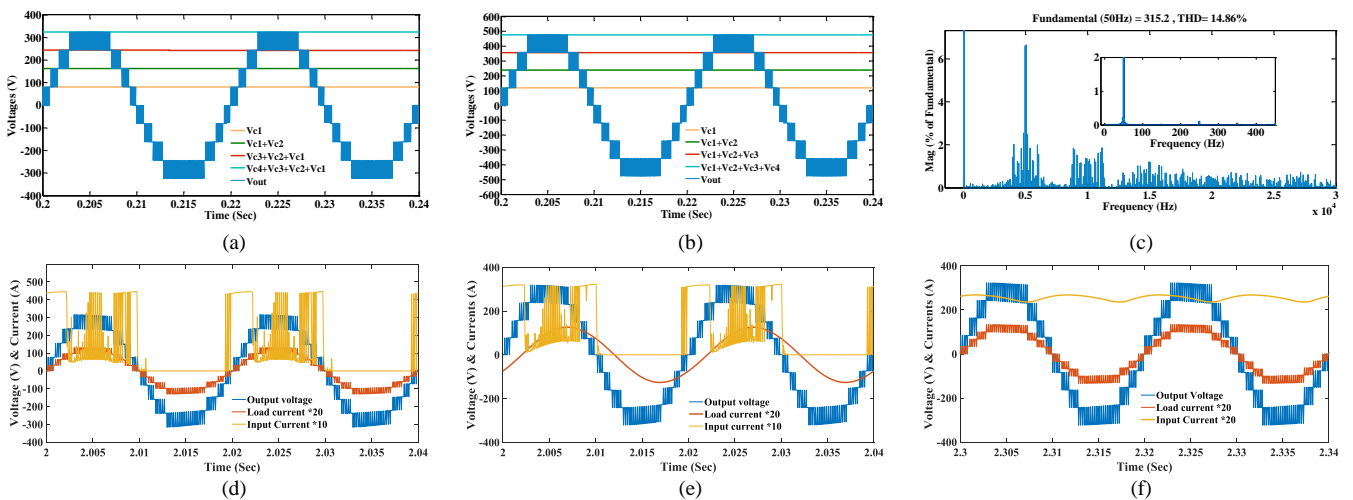 400
300
200
100
0
-100
-200
-300
400
Voltages (V)
Vc1
Vc1+Vc2
Vc3+Vc2+Vc1
Vc4+Vc3+Vc2+Vc1
Vout
0.2 0.205 0.21 0.215 0.22 0.225 0.23 0.235 0.24
Time (Sec)
(a)
600
500
400
300
200
100
0
-100
-200
-300
-400
500
600
Voltages (V)
Vc1
Vc1+Vc2
Vc1+Vc2+Vc3
Vc1+Vc2+Vc3+Vc4
Vout
0.2 0.205 0.21 0.215 0.22 0.225 0.23 0.235 0.24
Time (Sec)
(b)
Fundamental (50Hz) = 315.2 , THD= 14.86%
6
4
2
0
Mag (% of Fundamental)
2
1
0
0 100 200 300 400
Frequency (Hz)
0 0.5 1 1.5 2 2.5 3
Frequency (Hz)
x 10⁴
(c)
500
400
300
200
100
0
-100
-200
-300
-400
Voltage (V) & Currents (A)
Output voltage
Load current *20
Input Current *10
2 2.005 2.01 2.015 2.02 2.025 2.03 2.035 2.04
Time (Sec)
(d)
400
200
0
-200
-400
Voltage (V) & Currents (A)
Output voltage
Load current *20
Input current *10
2 2.005 2.01 2.015 2.02 2.025 2.03 2.035 2.04
Time (Sec)
(e)
400
200
0
-200
-400
Voltage (V) & Currents (A)
Output Voltage
Load current *20
Input Current *20
2.3 2.305 2.31 2.315 2.32 2.325 2.33 2.335 2.34
Time (Sec)
(f)